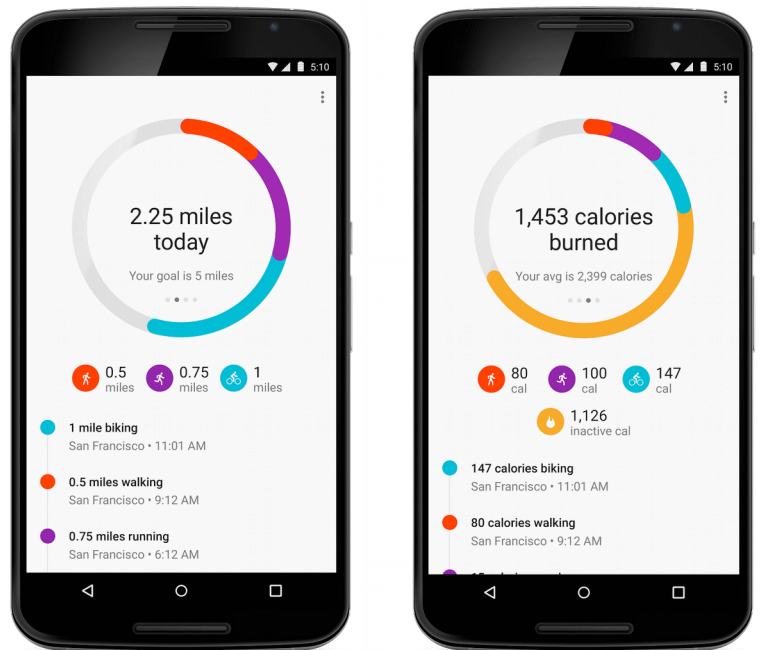 5:10
2.25 miles
today
Your goal is 5 miles
0.5
miles
0.75
miles
1
miles
1 mile biking
San Francisco • 11:01 AM
0.5 miles walking
San Francisco • 9:12 AM
0.75 miles running
San Francisco • 6:12 AM
5:10
1,453 calories
burned
Your avg is 2,399 calories
80
cal
100
cal
147
cal
1,126
inactive cal
147 calories biking
San Francisco • 11:01 AM
80 calories walking
San Francisco • 9:12 AM